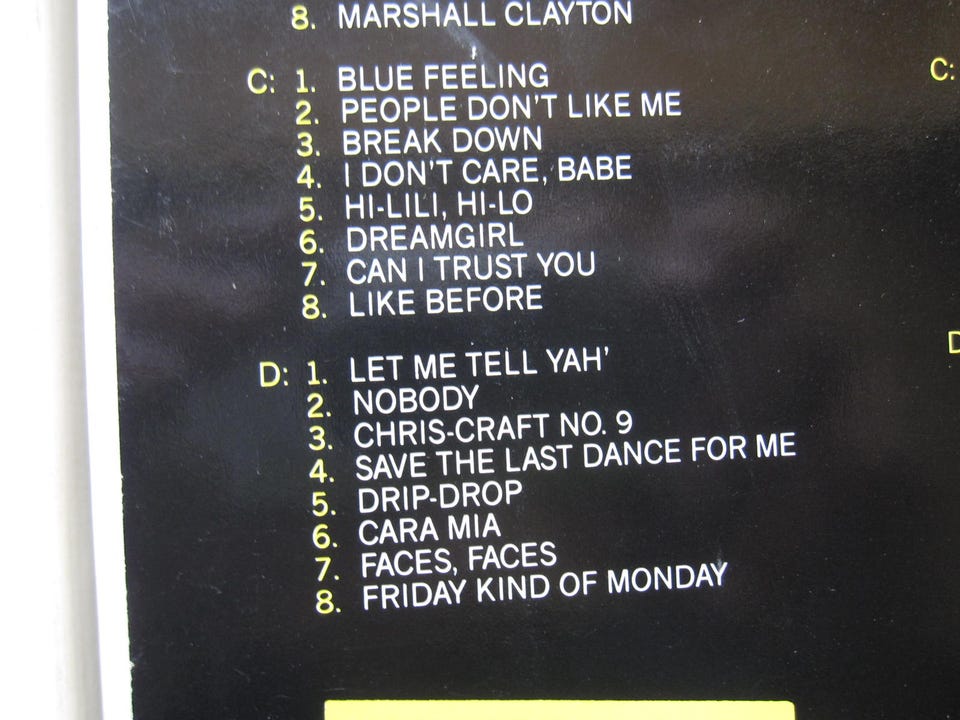 8. MARSHALL CLAYTON
C: 1. BLUE FEELING
2. PEOPLE DON'T LIKE ME
3. BREAK DOWN
4. I DON'T CARE, BABE
5. HI-LILI, HI-LO
6. DREAMGIRL
7. CAN I TRUST YOU
8. LIKE BEFORE
D: 1. LET ME TELL YAH'
2. NOBODY
3. CHRIS-CRAFT NO. 9
4. SAVE THE LAST DANCE FOR ME
5. DRIP-DROP
6. CARA MIA
7. FACES, FACES
8. FRIDAY KIND OF MONDAY
C:
D